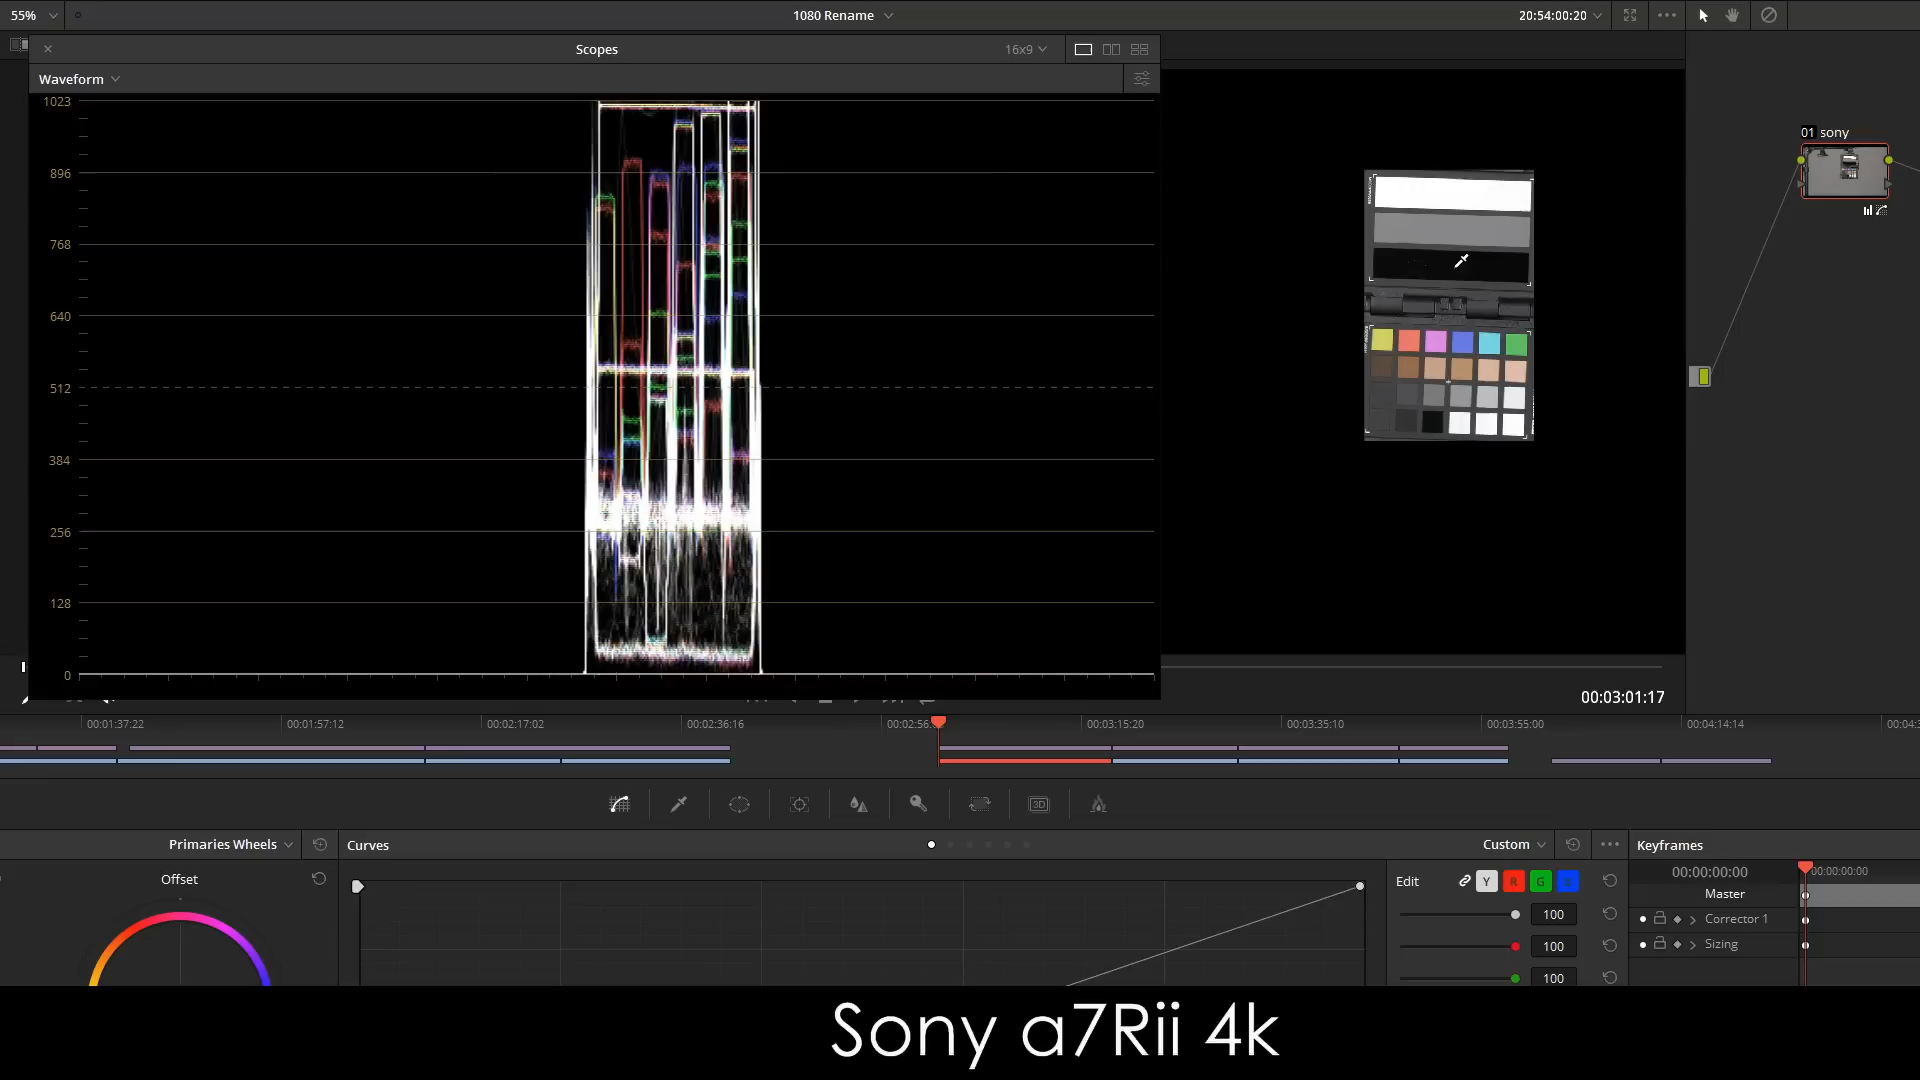 55%
1080 Rename
20:54:00:20
Scopes
16x9
Waveform
1023
896
768
640
512
384
256
128
0
01 sony
00:03:01:17
00:01:37:22
00:01:57:12
00:02:17:02
00:02:36:16
00:02:56
00:03:15:20
00:03:35:10
00:03:55:00
00:04:14:14
00:04:
3D
Primaries Wheels
Curves
Custom
Keyframes
Offset
Edit
Y
R
G
00:00:00:00
00:00:00:00
Master
100
Corrector 1
100
Sizing
100
Sony a7Rii 4k